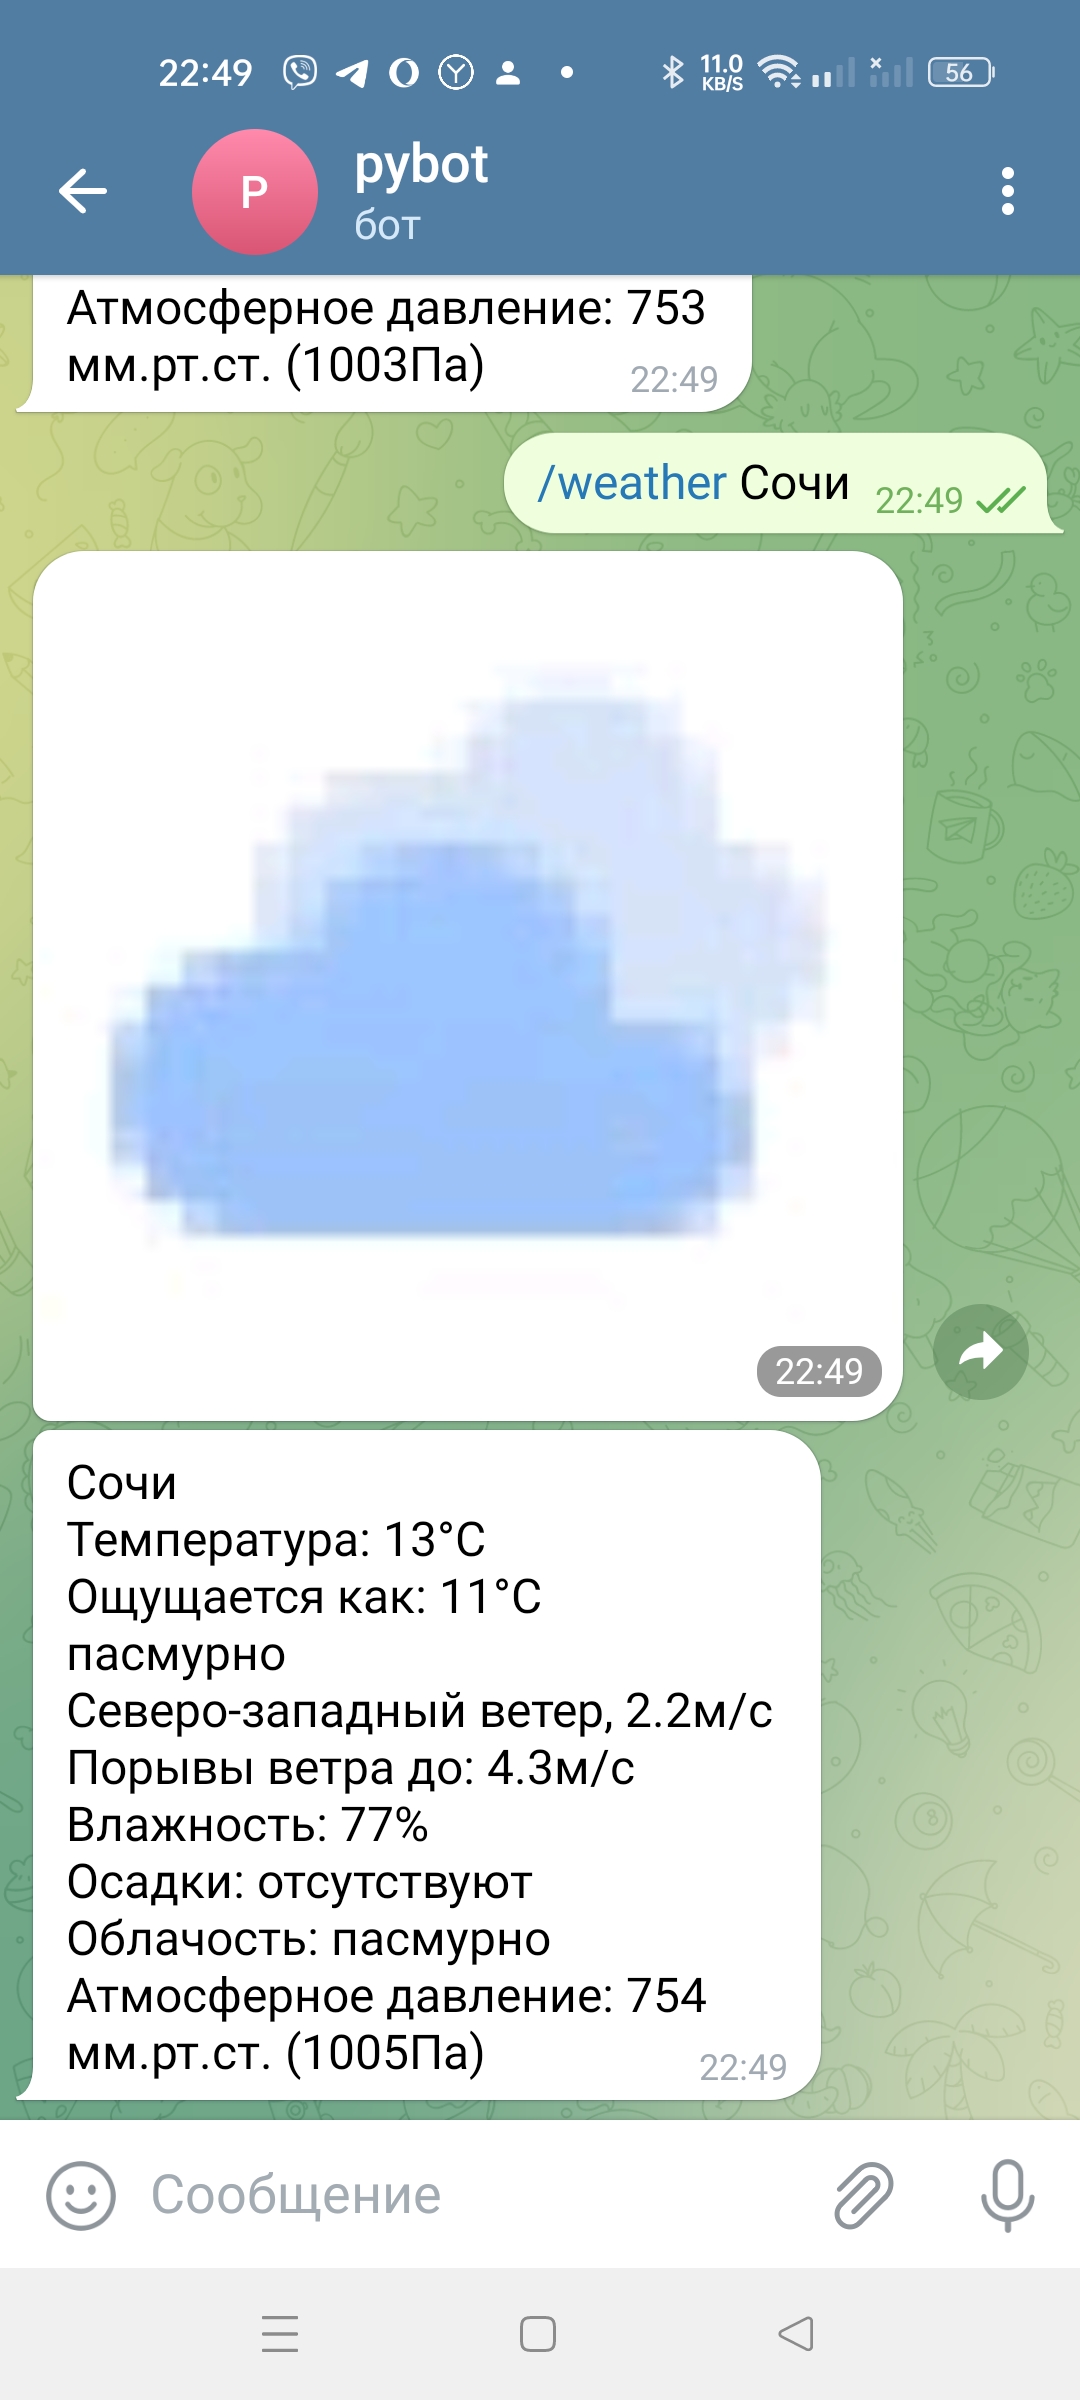 22:49
11.0
KB/S
56
P
pybot
бот
Атмосферное давление: 753
мм.рт.ст. (1003Па)
22:49
/weather Сочи
22:49
22:49
Сочи
Температура: 13°C
Ощущается как: 11°C
пасмурно
Северо-западный ветер, 2.2м/с
Порывы ветра до: 4.3м/с
Влажность: 77%
Осадки: отсутствуют
Облачость: пасмурно
Атмосферное давление: 754
мм.рт.ст. (1005Па)
22:49
Сообщение